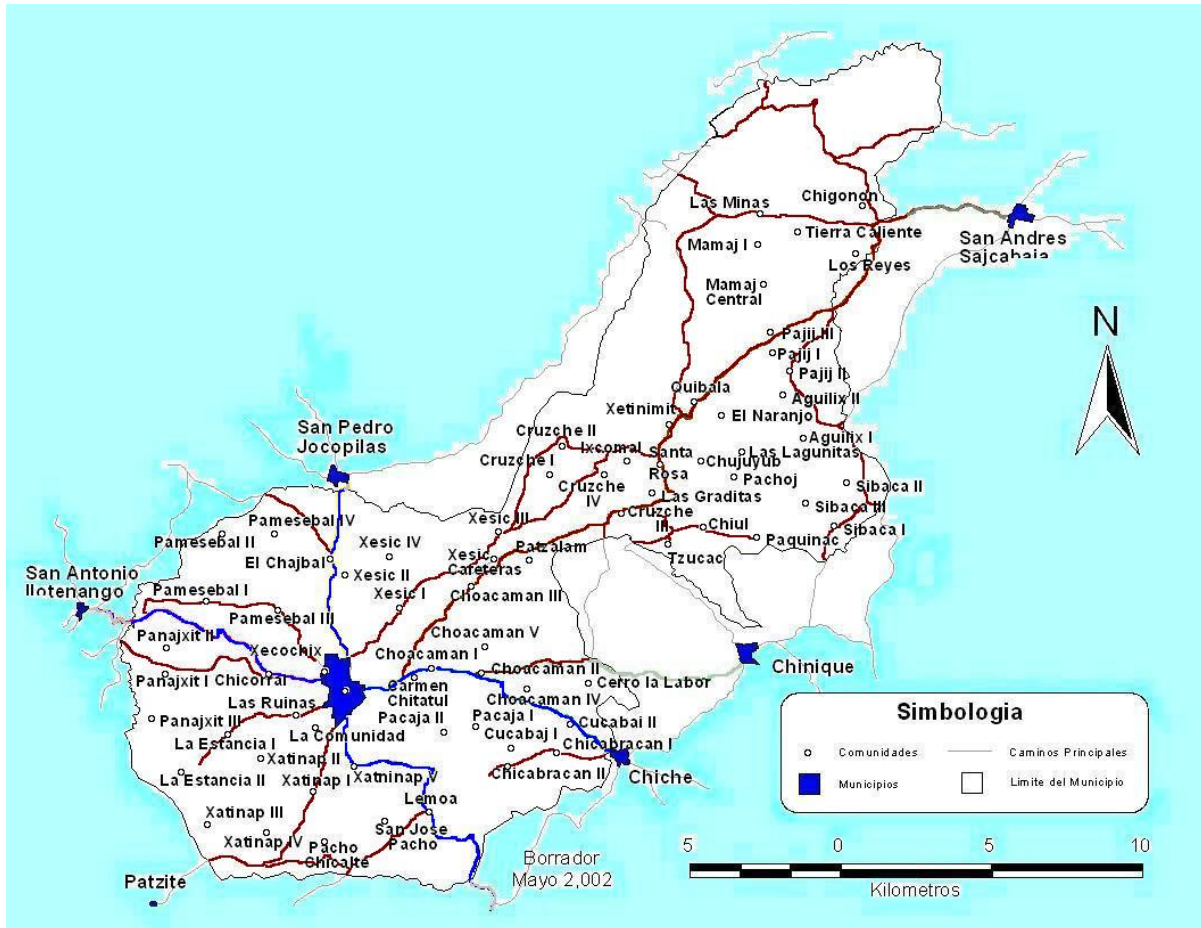 Chigonon
Las Minas
Tierra Caliente
San Andres
Mamaj I
Los Reyes
Mamaj
Central
N
Pajij III
Pajij I
Pajij II
Quibala
Aguilix II
Xetinimit
El Naranjo
San Pedro
Jocopilas
Cruzche II
Ixcomal
Santa
Rosa
Aguilix I
Las Lagunitas
Cruzche I
Chujuyub
Cruzche
IV
Pachoj
Sibaca II
Las Graditas
Sibaca III
Pamesebal IV
Xesic III
Cruzche
III
Chiul
Sibaca I
Pamesebal II
Xesic IV
Patzalam
Paquinac
El Chajbal
Xesic
Cafeteras
Tzucac
San Antonio
Ilotenango
Xesic II
Pamesebal I
Xesic I
Choacaman III
Pamesebal III
Panajxit II
Choacaman V
Xecochix
Choacaman I
Choacaman II
Chinique
Panajxit I
Chicorral
Carmen
Chitatul
Cerro la Labor
Choacaman IV
Las Ruinas
Panajxit III
Pacaja II
Pacaja I
Cucabai II
La Comunidad
La Estancia I
Cucabaj I
Chicabracan I
Xatinap II
La Estancia II
Xatinap I
Xatninap V
Chicabracan II
Chiche
Lemoa
Xatinap III
San Jose
Pacho
Xatinap IV
Pacho
Chicalte
Patzite
Borrador
Mayo 2,002
Simbologia
Comunidades
Caminos Principales
Municipios
Limite del Municipio
5 0 5 10
Kilometros